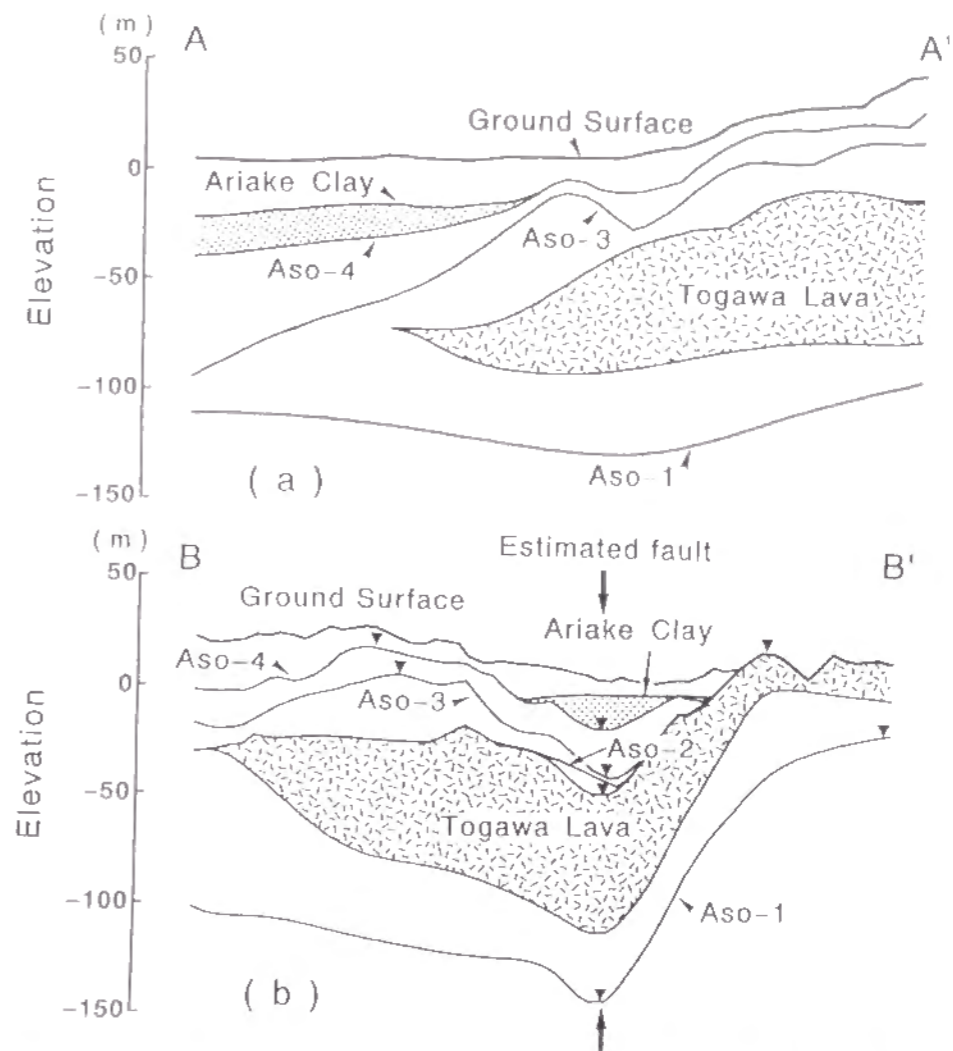 (m)
A
A'
50
0
-50
-100
-150
Elevation
Ground Surface
Ariake Clay
Aso-4
Aso-3
Togawa Lava
Aso-1
(a)
(m)
B
B'
50
0
-50
-100
-150
Elevation
Estimated fault
Ground Surface
Ariake Clay
Aso-4
Aso-3
Aso-2
Togawa Lava
Aso-1
(b)